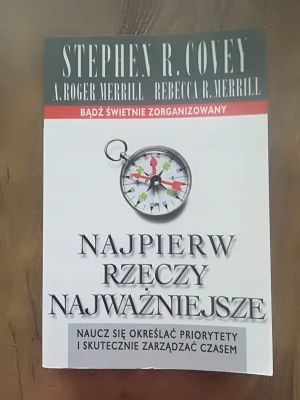 STEPHEN R. COVEY
A. ROGER MERRILL REBECCA R. MERRILL
BĄDŹ ŚWIETNIE ZORGANIZOWANY
NAJPIERW
RZECZY
NAJWAŻNIEJSZE
NAUCZ SIĘ OKREŚLAĆ PRIORYTETY
I SKUTECZNIE ZARZĄDZAĆ CZASEM